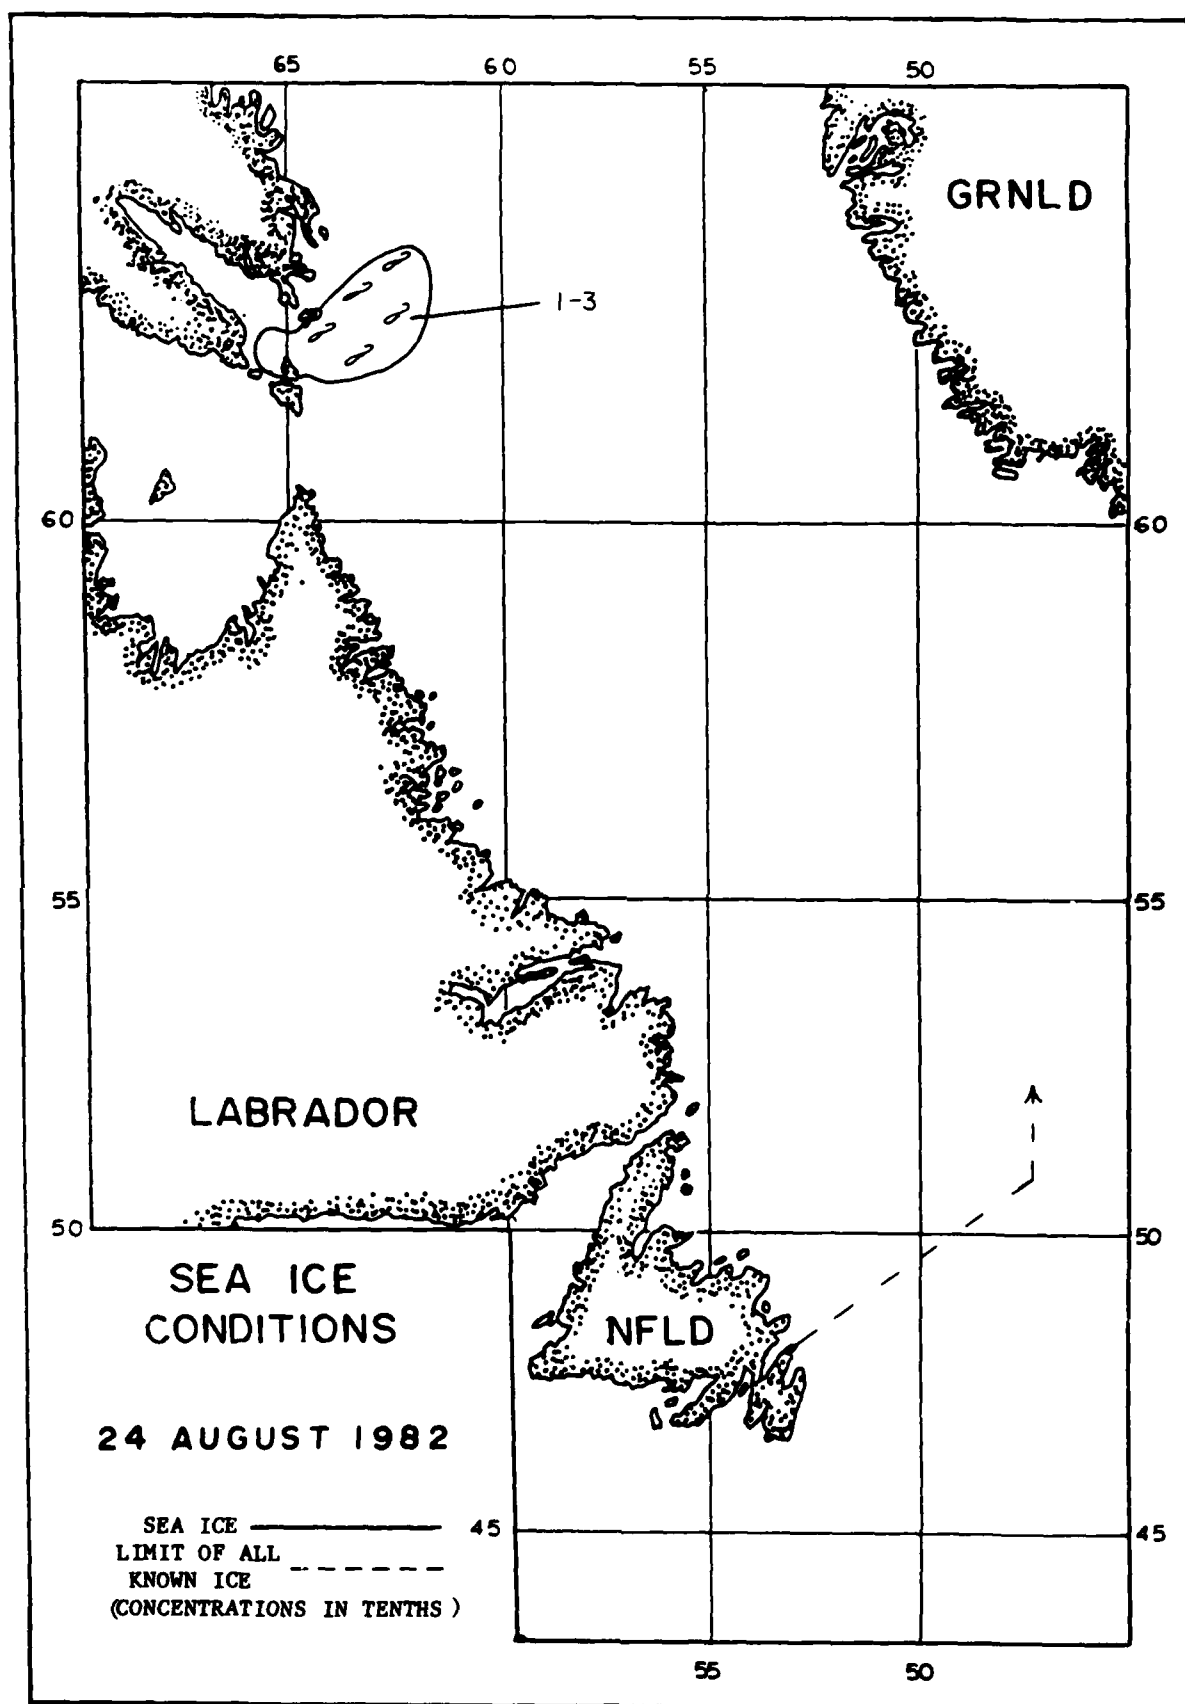 65 60 55 50
GRNLD
1-3
60 60
55 55
LABRADOR
50 50
SEA ICE
CONDITIONS
NFLD
24 AUGUST 1982
SEA ICE
45 45
LIMIT OF ALL
KNOWN ICE
(CONCENTRATIONS IN TENTHS)
55 50